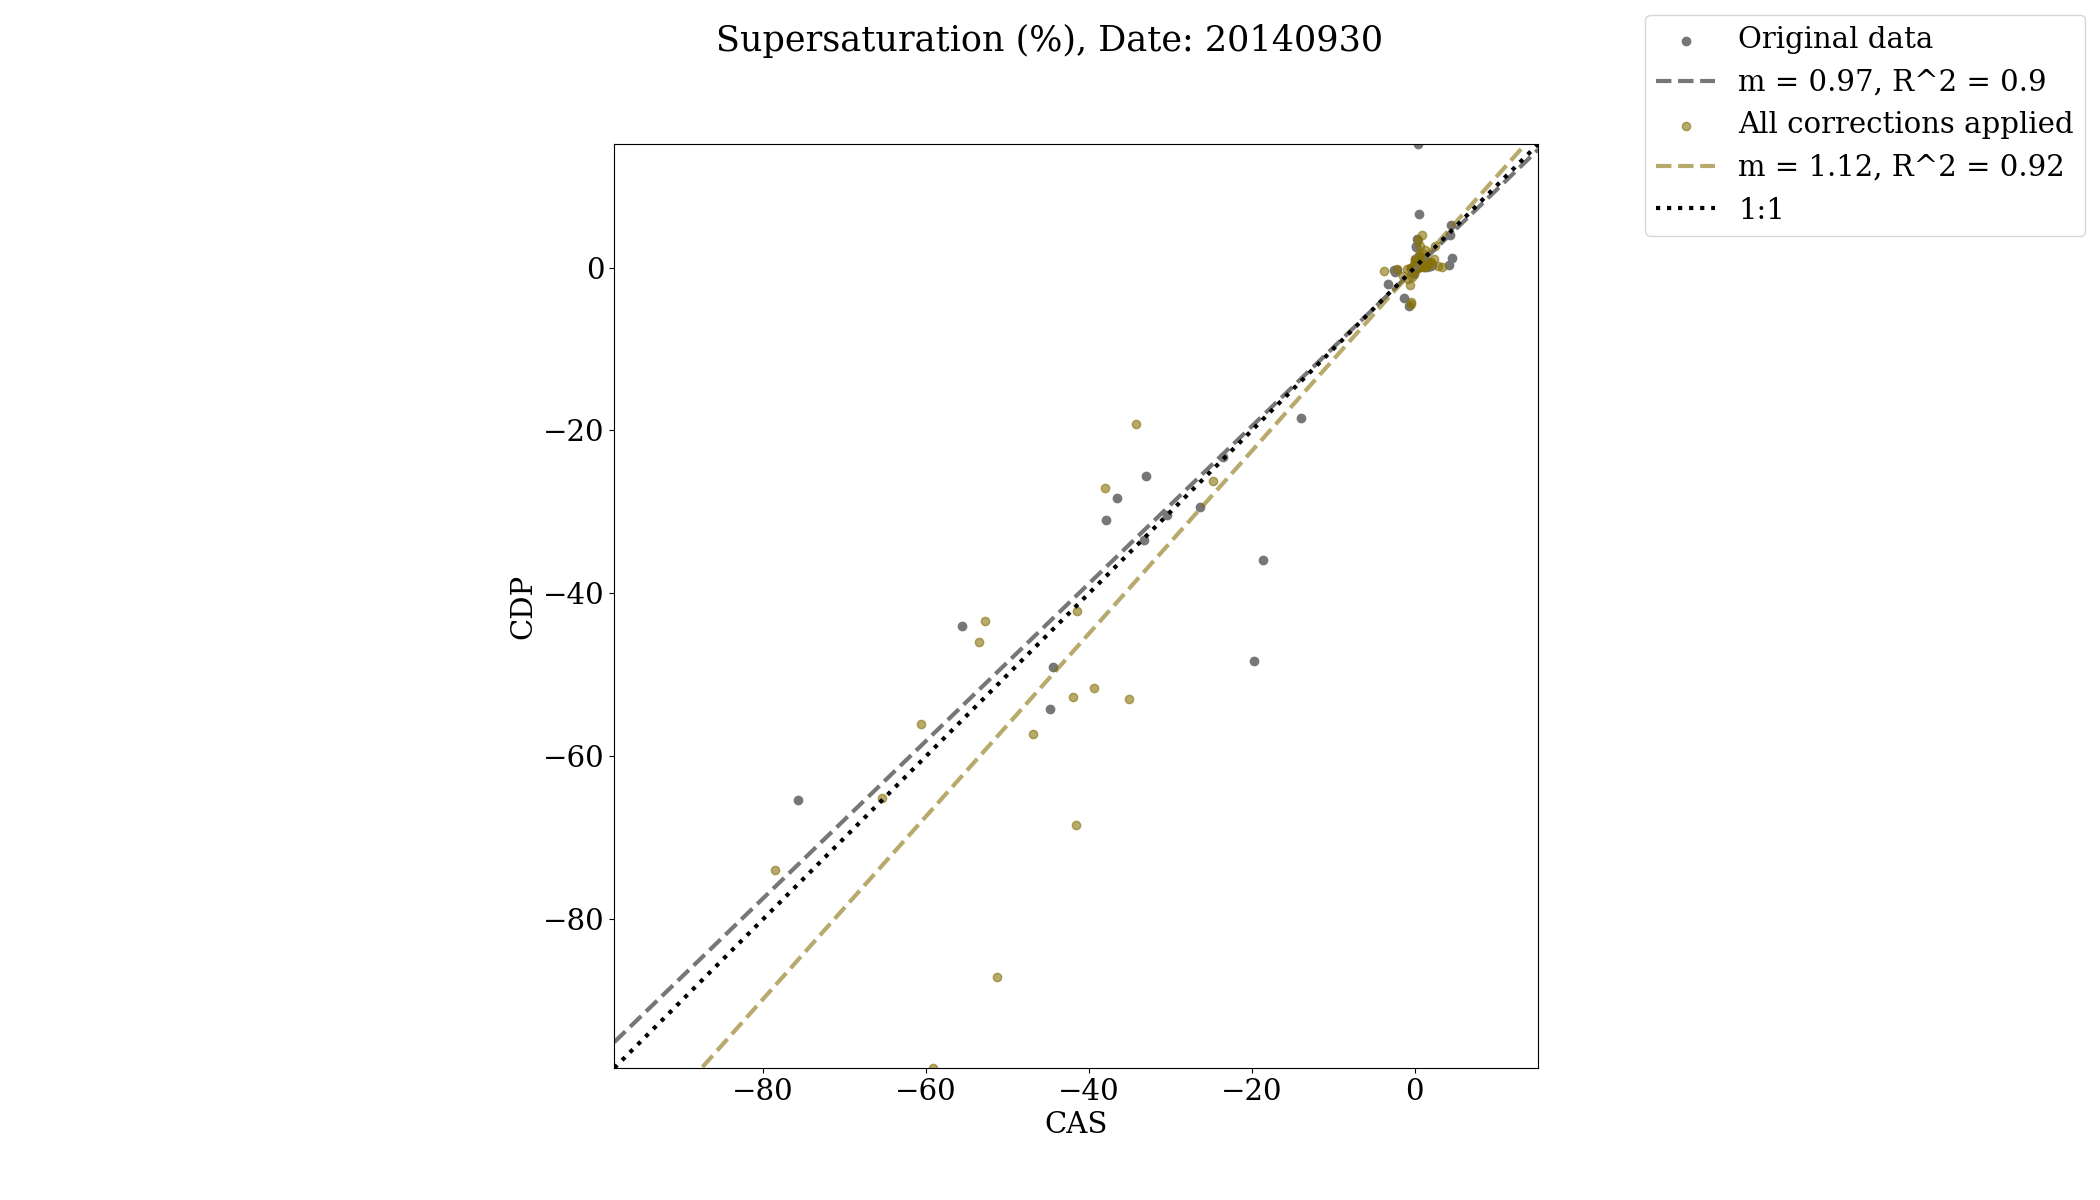 Supersaturation (%), Date: 20140930
Original data
m = 0.97, R^2 = 0.9
All corrections applied
m = 1.12, R^2 = 0.92
1:1
CDP
0
−20
−40
−60
−80
−80
−60
−40
−20
0
CAS